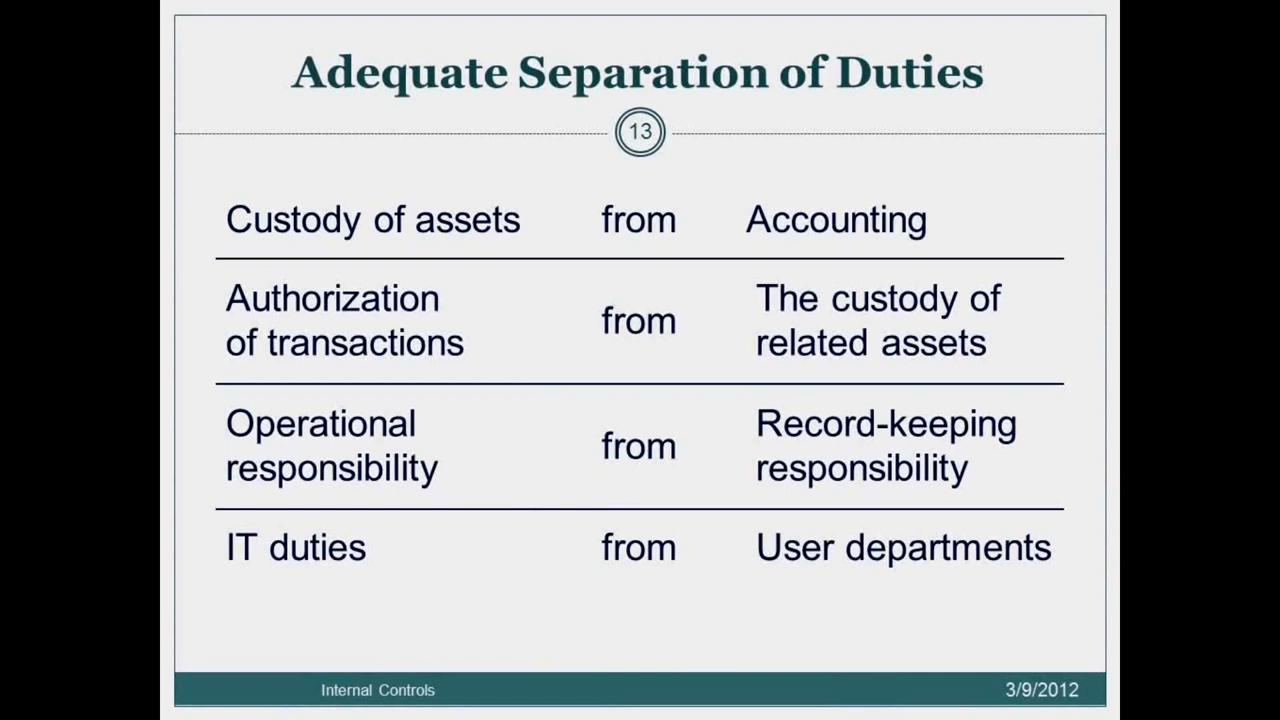 Adequate Separation of Duties
13
Custody of assets from Accounting
Authorization
of transactions
from
The custody of
related assets
Operational
responsibility
from
Record-keeping
responsibility
IT duties from User departments
Internal Controls 3/9/2012